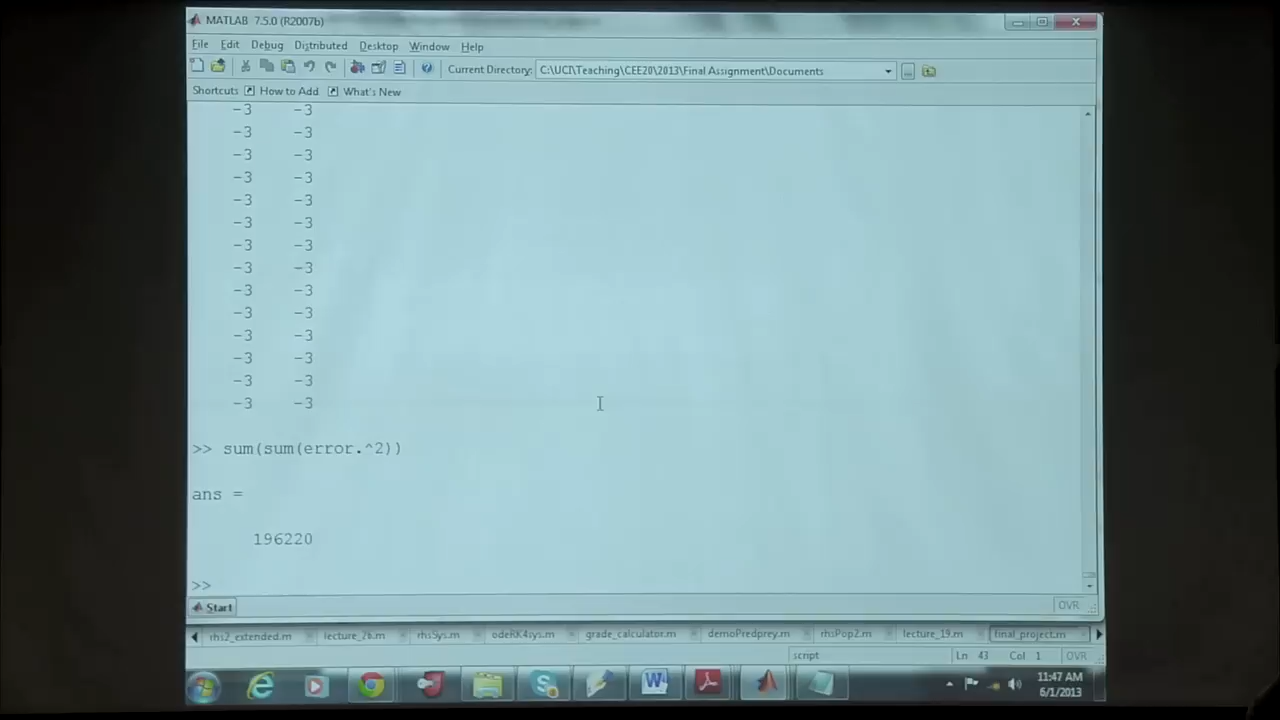 MATLAB 7.5.0 (R2007b)
File Edit Debug Distributed Desktop Window Help
Current Directory: C:\UCI\Teaching\CEE20\2013\Final Assignment\Documents
Shortcuts How to Add What's New
-3 -3
-3 -3
-3 -3
-3 -3
-3 -3
-3 -3
-3 -3
-3 -3
-3 -3
-3 -3
-3 -3
-3 -3
-3 -3
-3 -3
>> sum(sum(error.^2))
ans =
196220
>>
Start OVR
rhs2_extended.m lecture_2b.m rhsSys.m odeRK4sys.m grade_calculator.m demoPredprey.m rhsPop2.m lecture_19.m final_project.m
script Ln 43 Col 1 OVR
11:47 AM
6/1/2013